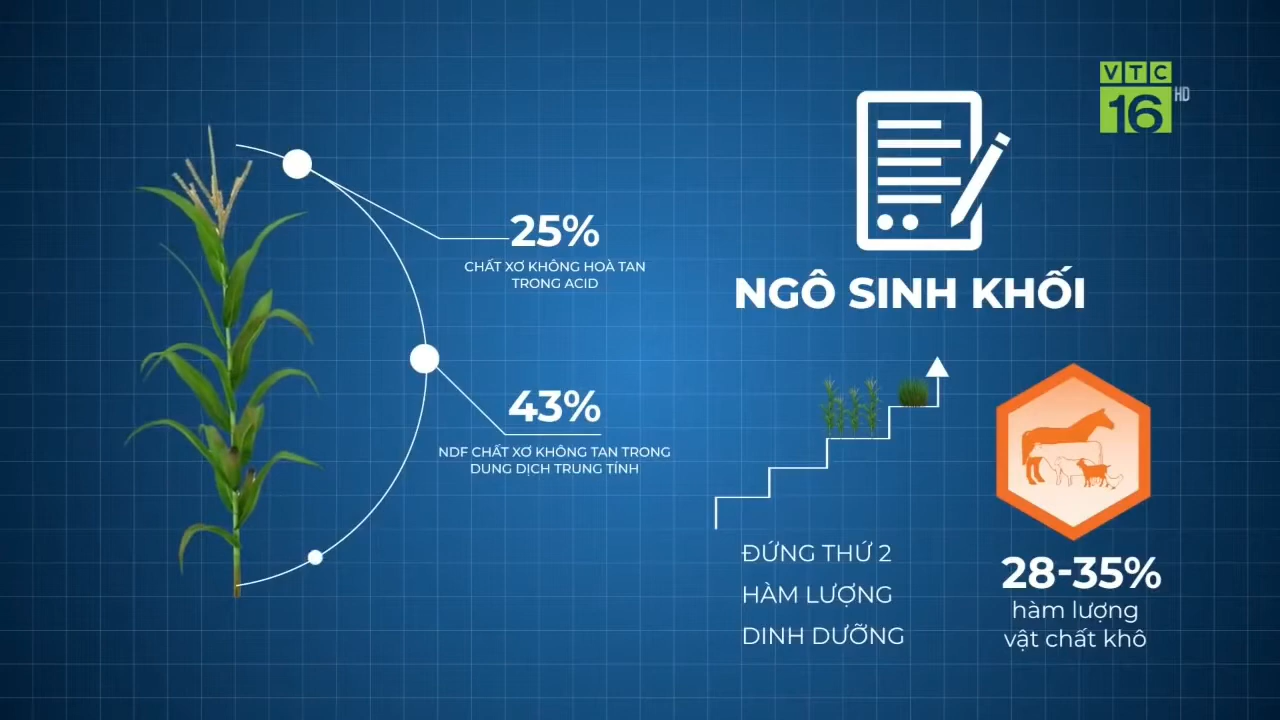 VTC
16 HD
25%
CHẤT XƠ KHÔNG HOÀ TAN
TRONG ACID
43%
NDF CHẤT XƠ KHÔNG TAN TRONG
DUNG DỊCH TRUNG TÍNH
NGÔ SINH KHỐI
ĐỨNG THỨ 2
HÀM LƯỢNG
DINH DƯỠNG
28-35%
hàm lượng
vật chất khô